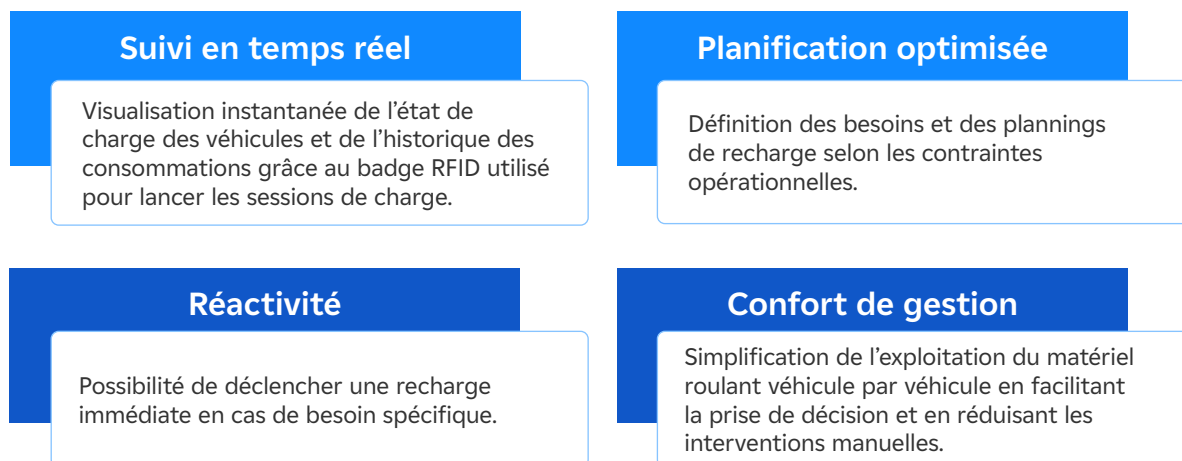 Suivi en temps réel
Visualisation instantanée de l’état de
charge des véhicules et de l’historique des
consommations grâce au badge RFID utilisé
pour lancer les sessions de charge.
Planification optimisée
Définition des besoins et des plannings
de recharge selon les contraintes
opérationnelles.
Réactivité
Possibilité de déclencher une recharge
immédiate en cas de besoin spécifique.
Confort de gestion
Simplification de l’exploitation du matériel
roulant véhicule par véhicule en facilitant
la prise de décision et en réduisant les
interventions manuelles.